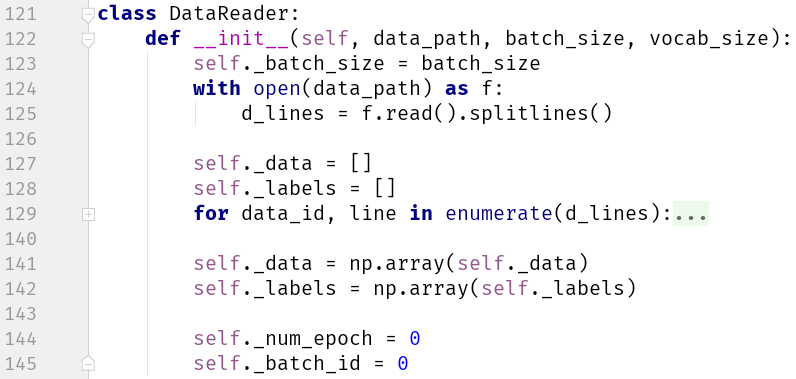 121 class DataReader:
122     def __init__(self, data_path, batch_size, vocab_size):
123         self._batch_size = batch_size
124         with open(data_path) as f:
125             d_lines = f.read().splitlines()
126
127         self._data = []
128         self._labels = []
129         for data_id, line in enumerate(d_lines):...
140
141         self._data = np.array(self._data)
142         self._labels = np.array(self._labels)
143
144         self._num_epoch = 0
145         self._batch_id = 0